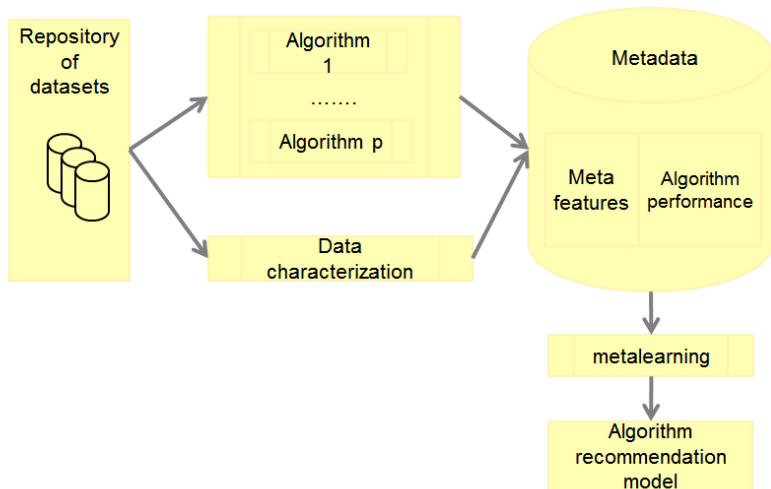 Repository
of
datasets
Algorithm
1
.......
Algorithm p
Data
characterization
Metadata
Meta
features
Algorithm
performance
metalearning
Algorithm
recommendation
model